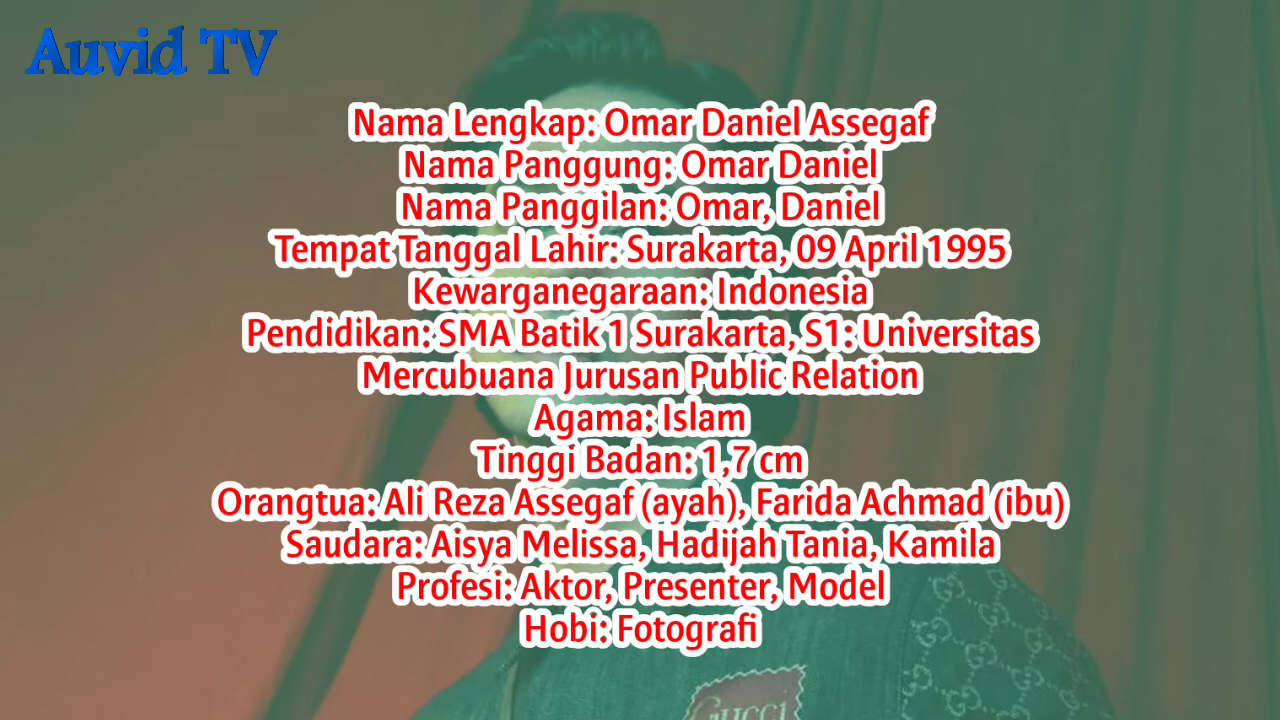 Auvid TV
Nama Lengkap: Omar Daniel Assegaf
Nama Panggung: Omar Daniel
Nama Panggilan: Omar, Daniel
Tempat Tanggal Lahir: Surakarta, 09 April 1995
Kewarganegaraan: Indonesia
Pendidikan: SMA Batik 1 Surakarta, S1: Universitas
Mercubuana Jurusan Public Relation
Agama: Islam
Tinggi Badan: 1,7 cm
Orangtua: Ali Reza Assegaf (ayah), Farida Achmad (ibu)
Saudara: Aisya Melissa, Hadijah Tania, Kamila
Profesi: Aktor, Presenter, Model
Hobi: Fotografi
GUCCI